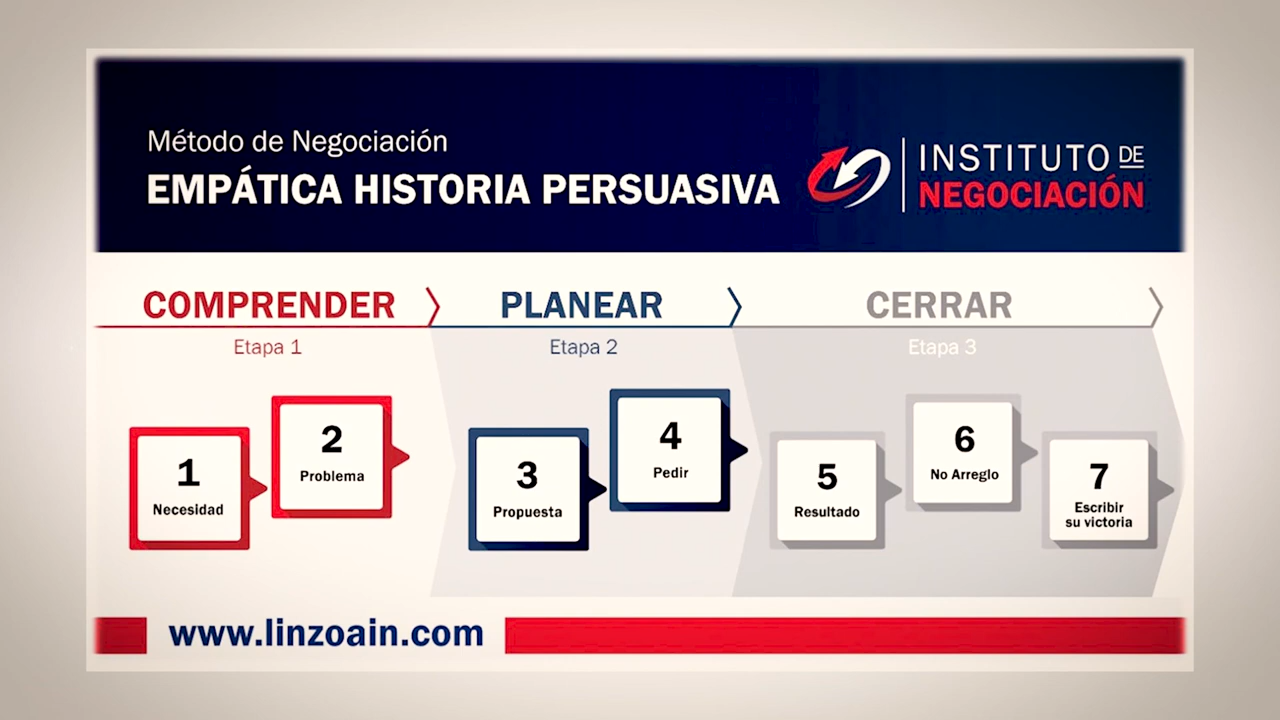 Método de Negociación
EMPÁTICA HISTORIA PERSUASIVA
INSTITUTO DE
NEGOCIACIÓN
COMPRENDER
Etapa 1
PLANEAR
Etapa 2
CERRAR
Etapa 3
1
Necesidad
2
Problema
3
Propuesta
4
Pedir
5
Resultado
6
No Arreglo
7
Escribir
su victoria
www.linzoain.com